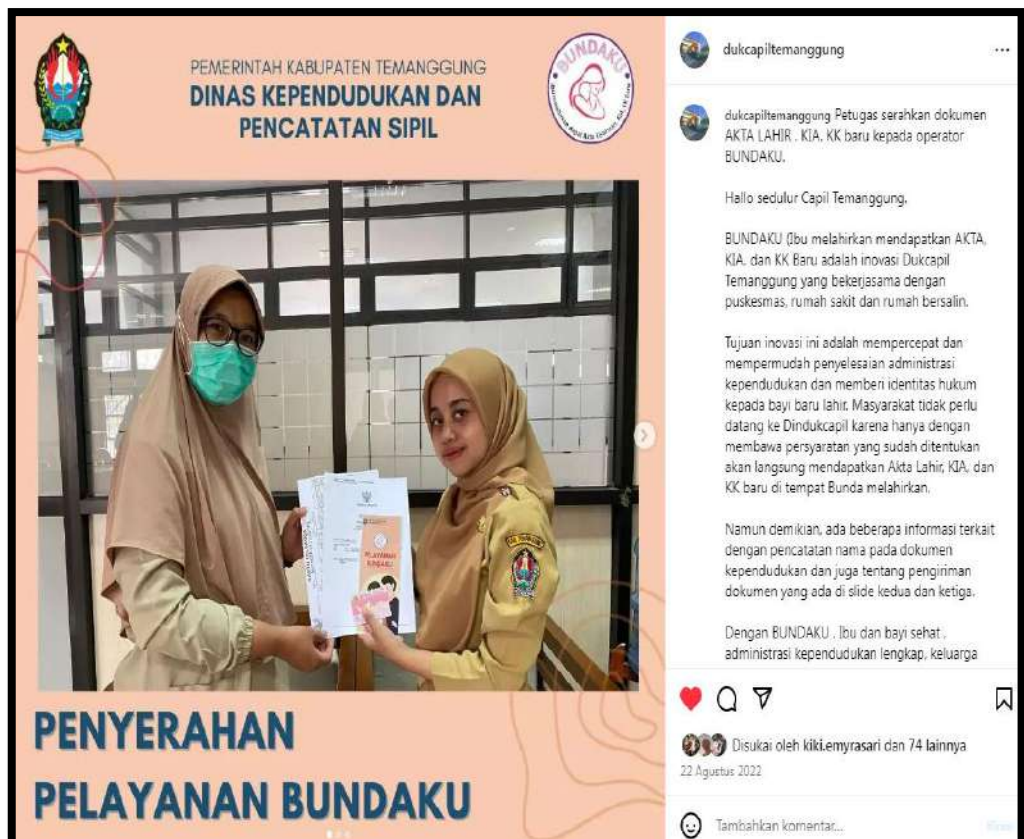 PEMERINTAH KABUPATEN TEMANGGUNG
DINAS KEPENDUDUKAN DAN
PENCATATAN SIPIL
BUNDAKU
PELAYANAN
BUNDAKU
PENYERAHAN
PELAYANAN BUNDAKU
dukcapiltemanggung
dukcapiltemanggung Petugas serahkan dokumen
AKTA LAHIR . KIA. KK baru kepada operator
BUNDAKU.
Hallo sedulur Capil Temanggung.
BUNDAKU (Ibu melahirkan mendapatkan AKTA,
KIA. dan KK Baru adalah inovasi Dukcapil
Temanggung yang bekerjasama dengan
puskesmas, rumah sakit dan rumah bersalin.
Tujuan inovasi ini adalah mempercepat dan
mempermudah penyelesaian administrasi
kependudukan dan memberi identitas hukum
kepada bayi baru lahir. Masyarakat tidak perlu
datang ke Dindukcapil karena hanya dengan
membawa persyaratan yang sudah ditentukan
akan langsung mendapatkan Akta Lahir, KIA, dan
KK baru di tempat Bunda melahirkan.
Namun demikian, ada beberapa informasi terkait
dengan pencatatan nama pada dokumen
kependudukan dan juga tentang pengiriman
dokumen yang ada di slide kedua dan ketiga.
Dengan BUNDAKU . Ibu dan bayi sehat .
administrasi kependudukan lengkap, keluarga
Disukai oleh kiki.emyrasari dan 74 lainnya
22 Agustus 2022
Tambahkan komentar...